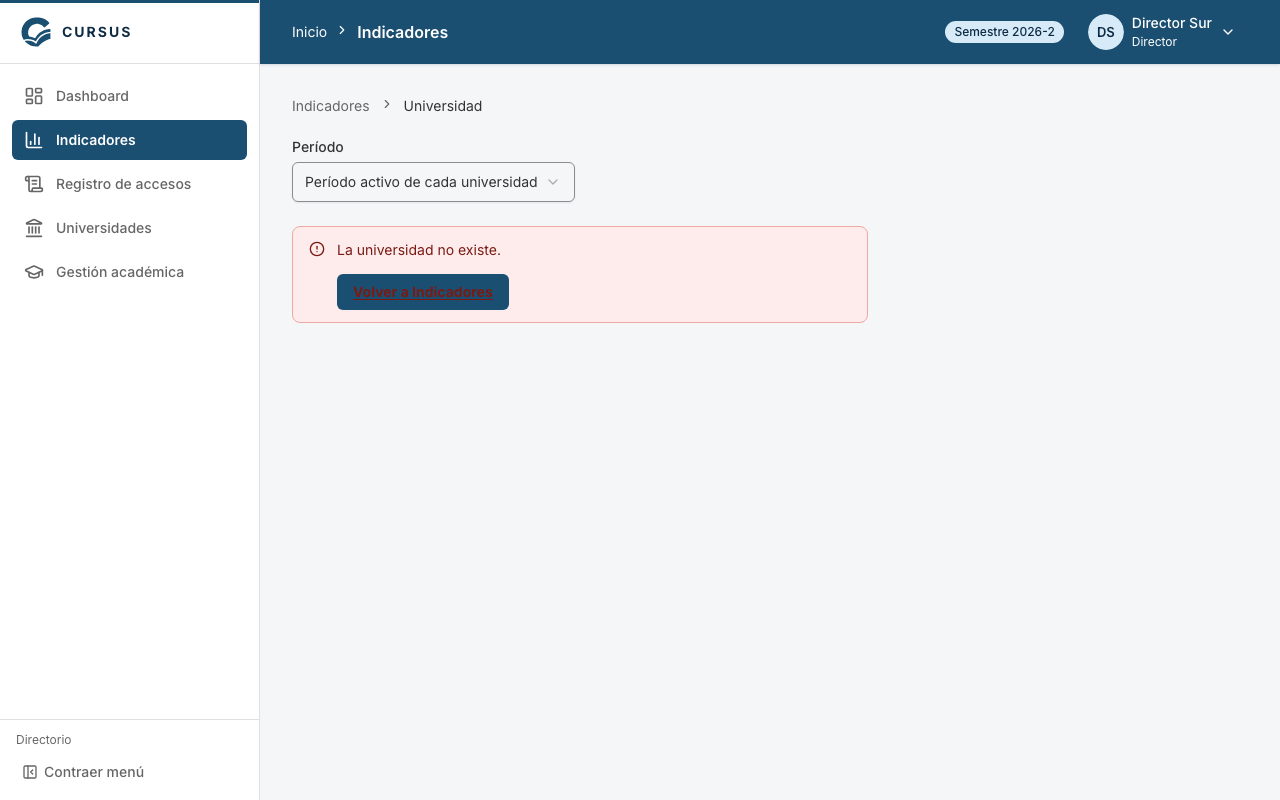 CURSUS
Inicio > Indicadores
Semestre 2026-2
DS
Director Sur
Director
Dashboard
Indicadores
Registro de accesos
Universidades
Gestión académica
Indicadores > Universidad
Período
Período activo de cada universidad
La universidad no existe.
Volver a Indicadores
Directorio
Contraer menú